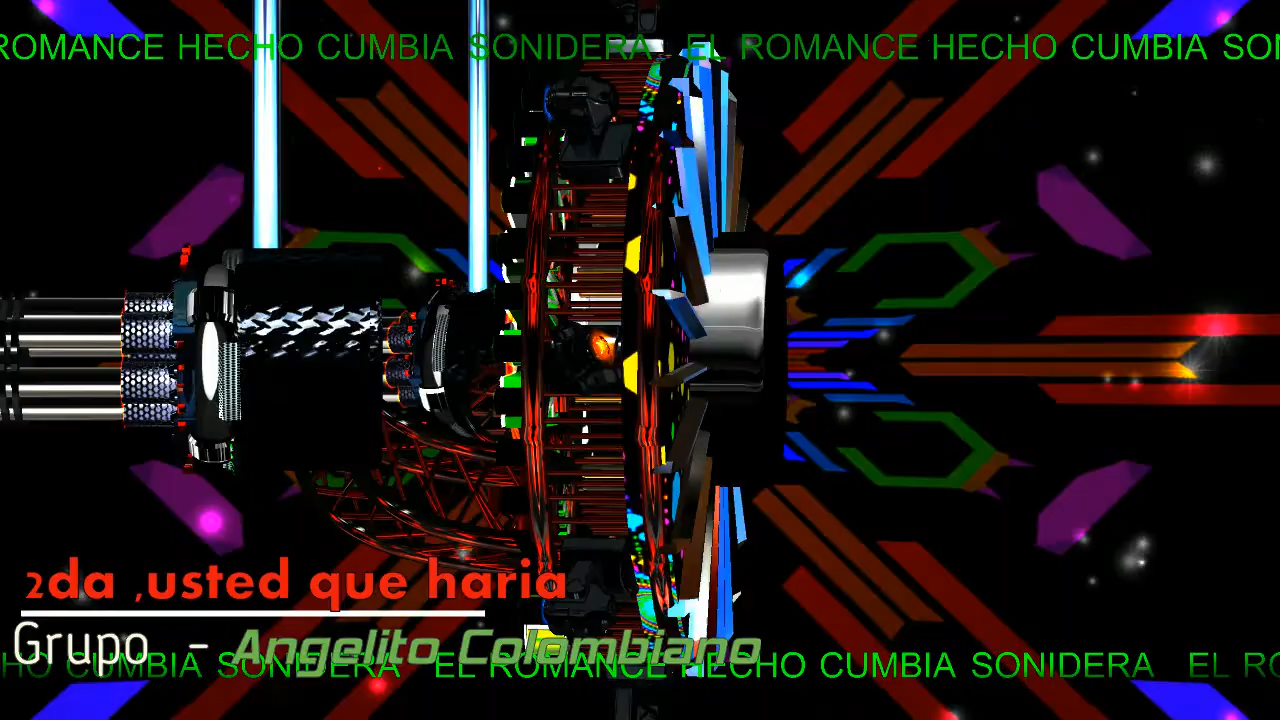 ROMANCE HECHO CUMBIA SONIDERA   EL ROMANCE HECHO CUMBIA SON
2da ,usted que haria
Grupo - Angelito Colombiano
HO CUMBIA SONIDERA   EL ROMANCE HECHO CUMBIA SONIDERA   EL RO